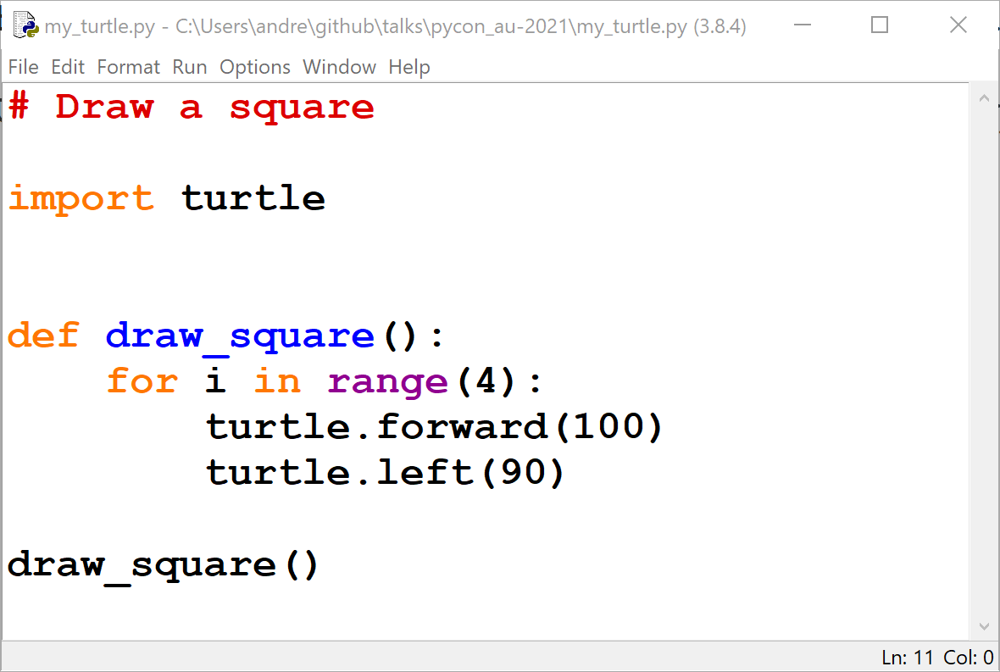 my_turtle.py - C:\Users\andre\github\talks\pycon_au-2021\my_turtle.py (3.8.4)
File Edit Format Run Options Window Help
# Draw a square

import turtle


def draw_square():
    for i in range(4):
        turtle.forward(100)
        turtle.left(90)

draw_square()
Ln: 11 Col: 0